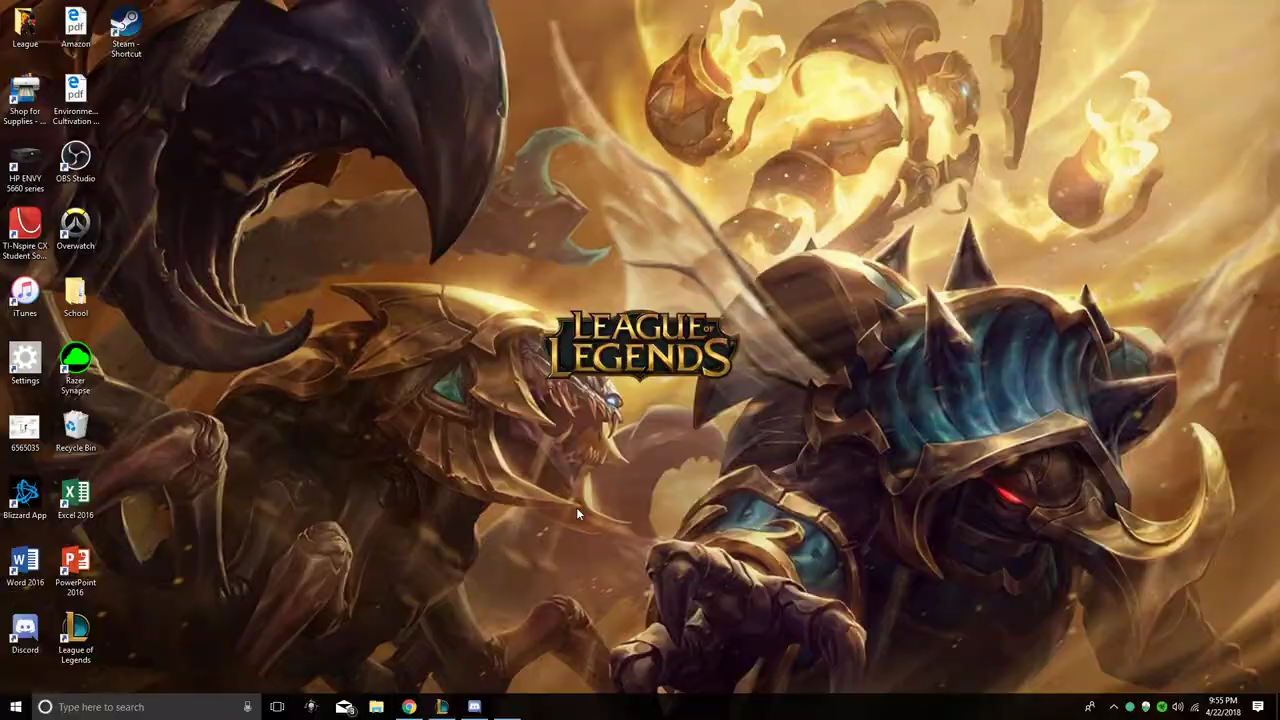 League
Amazon
Steam -
Shortcut
Shop for
Supplies - ...
Environme...
Cultivation ...
HP ENVY
5660 series
OBS Studio
TI-Nspire CX
Student So...
Overwatch
iTunes
School
Settings
Razer
Synapse
6565035
Recycle Bin
Blizzard App
Excel 2016
Word 2016
PowerPoint
2016
Discord
League of
Legends
pdf
pdf
LEAGUE OF
LEGENDS
Type here to search
9:55 PM
4/22/2018